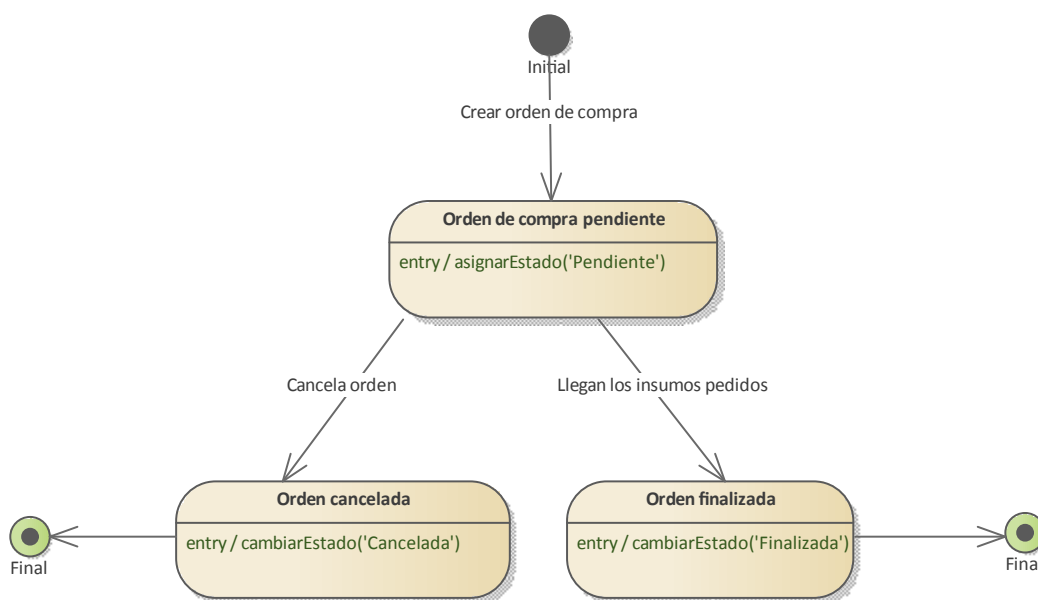 Initial
Crear orden de compra
Orden de compra pendiente
entry / asignarEstado('Pendiente')
Cancela orden
Llegan los insumos pedidos
Orden cancelada
entry / cambiarEstado('Cancelada')
Orden finalizada
entry / cambiarEstado('Finalizada')
Final
Final